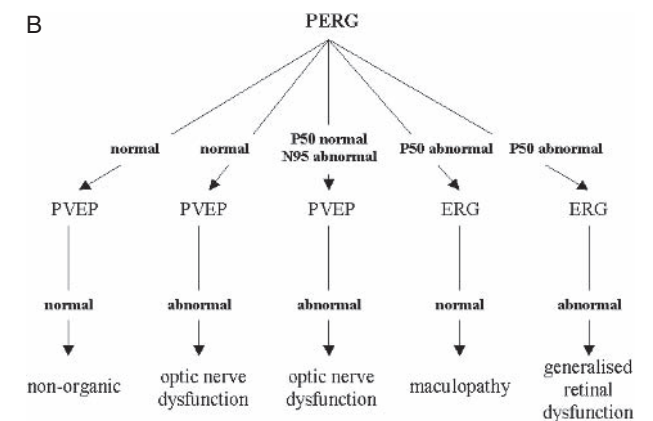 B
PERG
normal
normal
P50 normal
N95 abnormal
P50 abnormal
P50 abnormal
PVEP
PVEP
PVEP
ERG
ERG
normal
abnormal
abnormal
normal
abnormal
non-organic
optic nerve
dysfunction
optic nerve
dysfunction
maculopathy
generalised
retinal
dysfunction